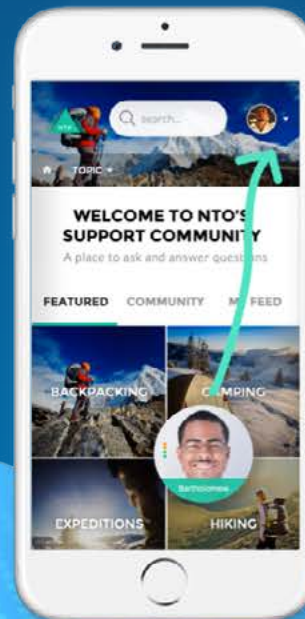 NTO
search...
TOPIC
WELCOME TO NTO'S
SUPPORT COMMUNITY
A place to ask and answer questions
FEATURED COMMUNITY MY FEED
BACKPACKING CAMPING
Bartholomew
EXPEDITIONS HIKING